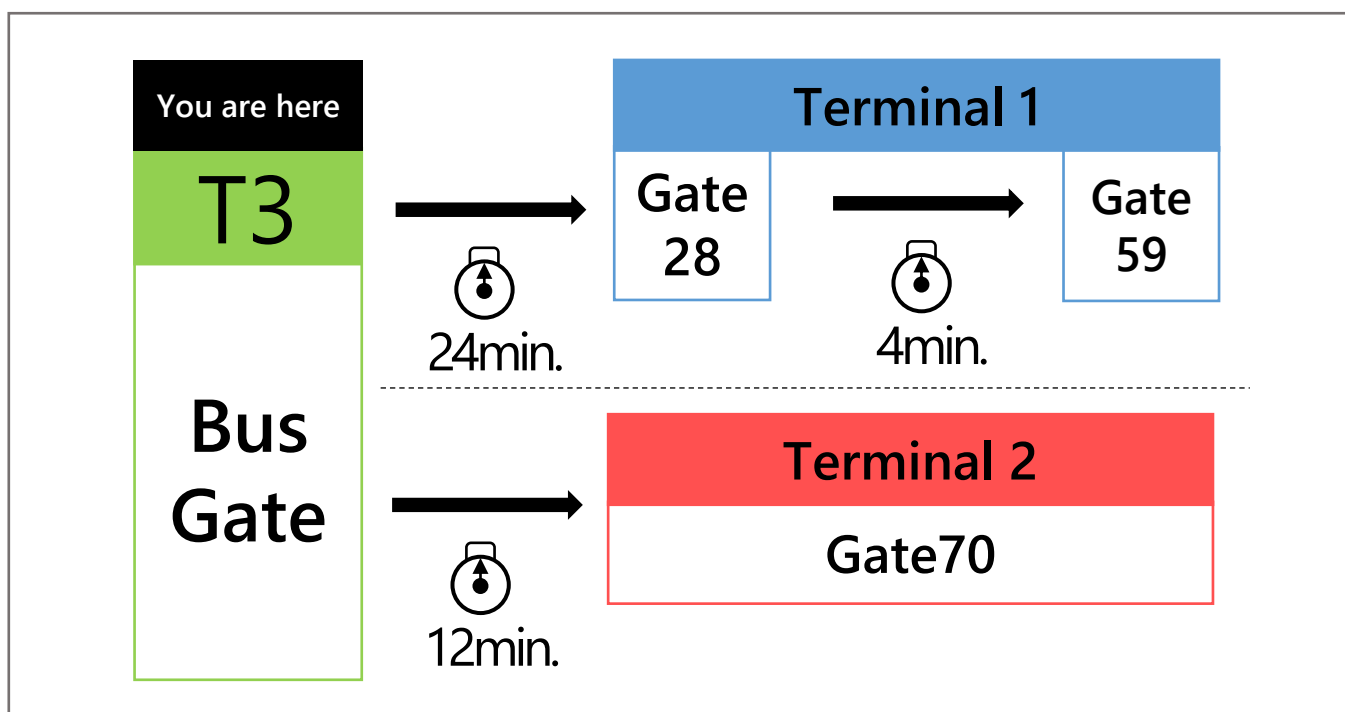 You are here
T3
Bus
Gate
Terminal 1
Gate
28
Gate
59
24min.
4min.
Terminal 2
Gate70
12min.